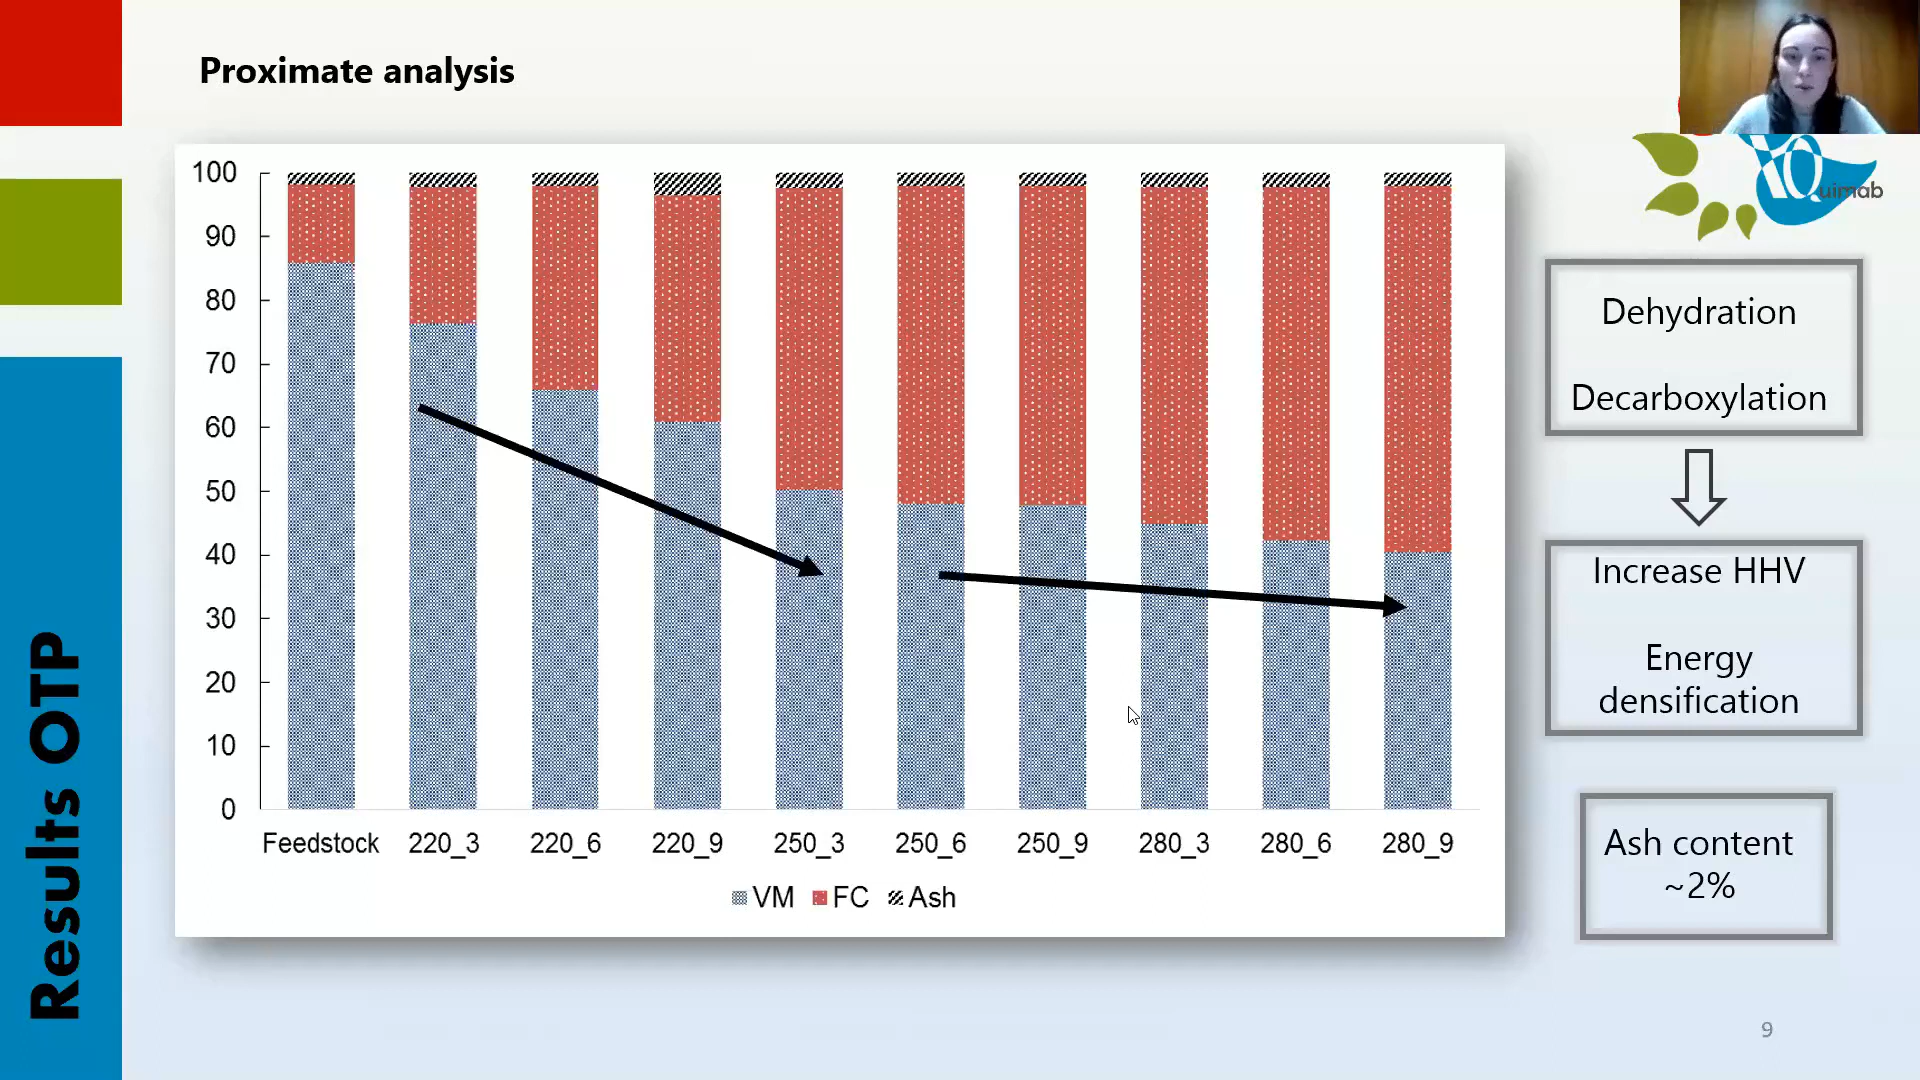 Proximate analysis
Quimab
100
90
80
70
60
50
40
30
20
10
0
Feedstock 220_3 220_6 220_9 250_3 250_6 250_9 280_3 280_6 280_9
VM FC Ash
Dehydration
Decarboxylation
Increase HHV
Energy
densification
Ash content
~2%
Results OTP
9